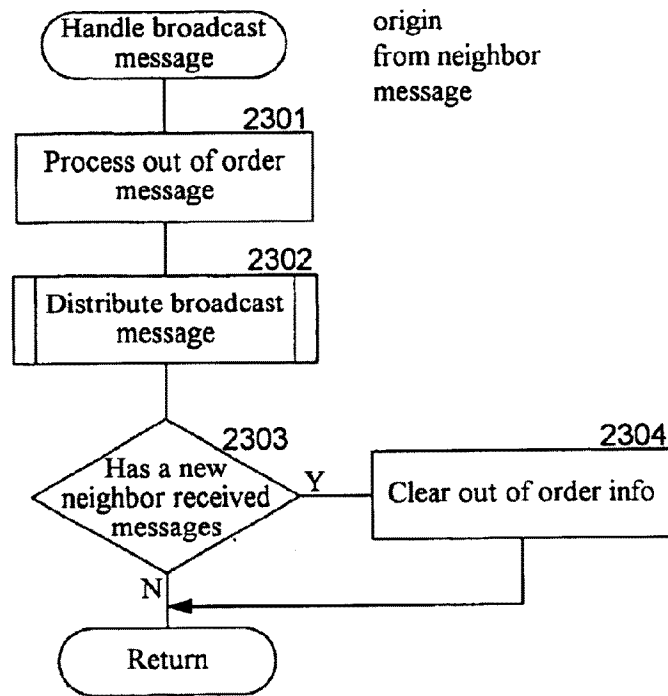 Handle broadcast
message
origin
from neighbor
message
2301
Process out of order
message
2302
Distribute broadcast
message
2303
Has a new
neighbor received
messages
Y
2304
Clear out of order info
N
Return